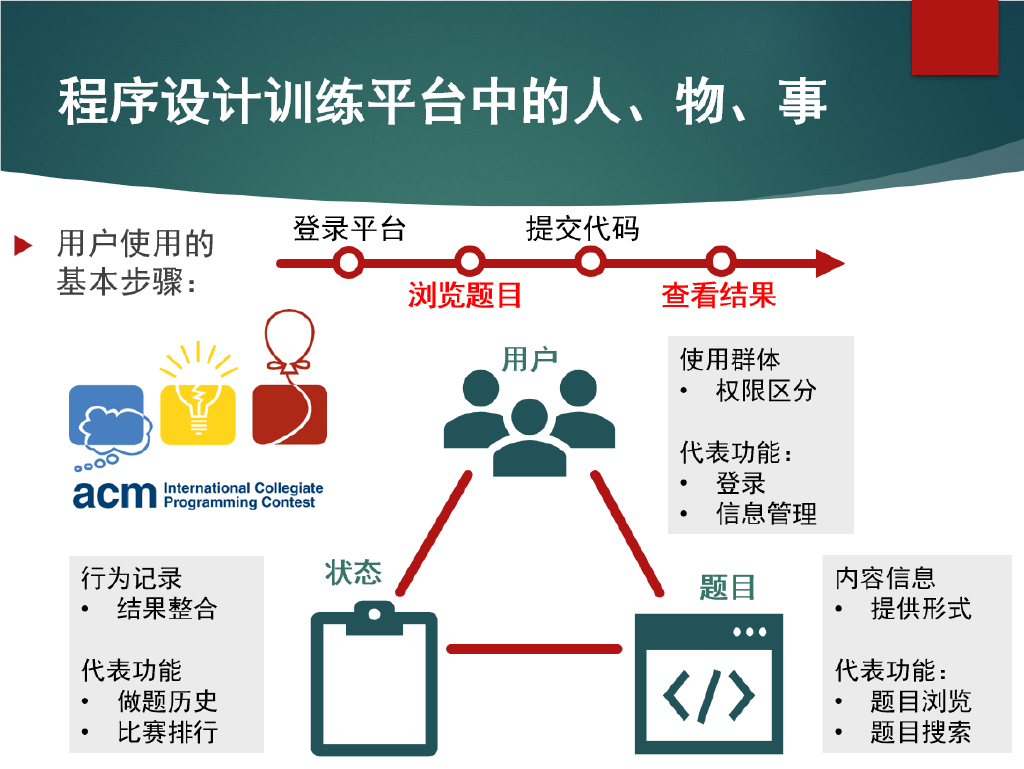 程序设计训练平台中的人、物、事
用户使用的
基本步骤：
登录平台
提交代码
浏览题目
查看结果
acm International Collegiate
Programming Contest
用户
使用群体
• 权限区分
代表功能：
• 登录
• 信息管理
状态
行为记录
• 结果整合
代表功能
• 做题历史
• 比赛排行
题目
</>
内容信息
• 提供形式
代表功能：
• 题目浏览
• 题目搜索